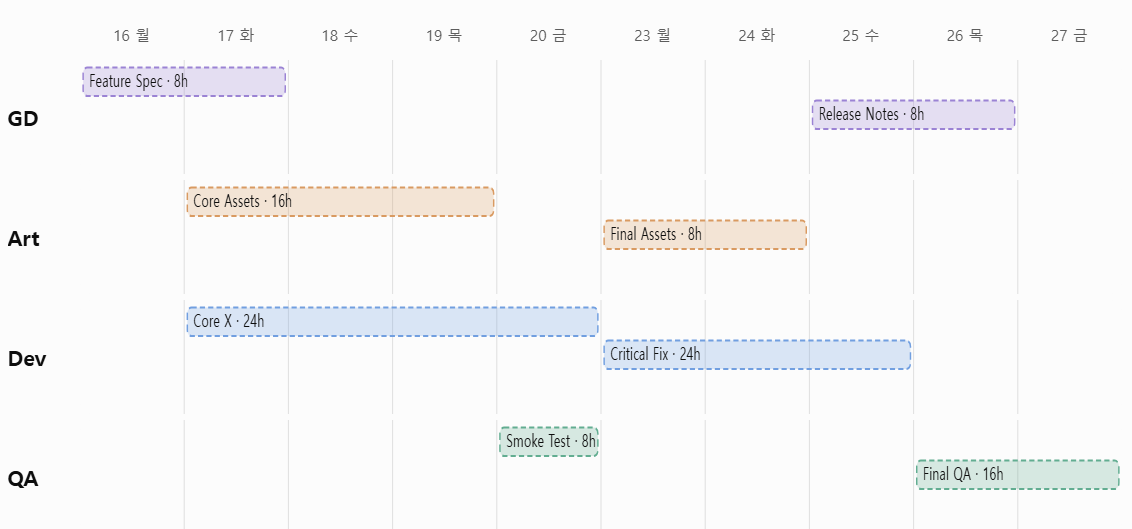 16 월 17 화 18 수 19 목 20 금 23 월 24 화 25 수 26 목 27 금
Feature Spec · 8h
GD
Release Notes · 8h
Core Assets · 16h
Art
Final Assets · 8h
Core X · 24h
Dev
Critical Fix · 24h
Smoke Test · 8h
QA
Final QA · 16h